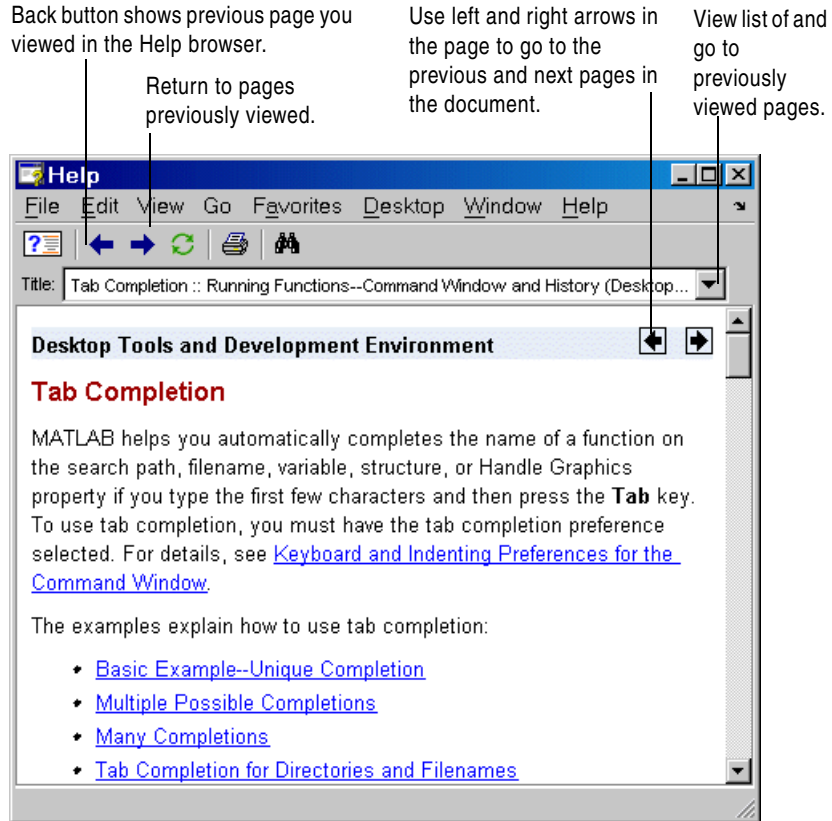 Back button shows previous page you
viewed in the Help browser.
Return to pages
previously viewed.
Use left and right arrows in
the page to go to the
previous and next pages in
the document.
View list of and
go to
previously
viewed pages.
Help
File Edit View Go Favorites Desktop Window Help
Title: Tab Completion :: Running Functions--Command Window and History (Desktop...
Desktop Tools and Development Environment
Tab Completion
MATLAB helps you automatically completes the name of a function on
the search path, filename, variable, structure, or Handle Graphics
property if you type the first few characters and then press the Tab key.
To use tab completion, you must have the tab completion preference
selected. For details, see Keyboard and Indenting Preferences for the
Command Window.
The examples explain how to use tab completion:
• Basic Example--Unique Completion
• Multiple Possible Completions
• Many Completions
• Tab Completion for Directories and Filenames